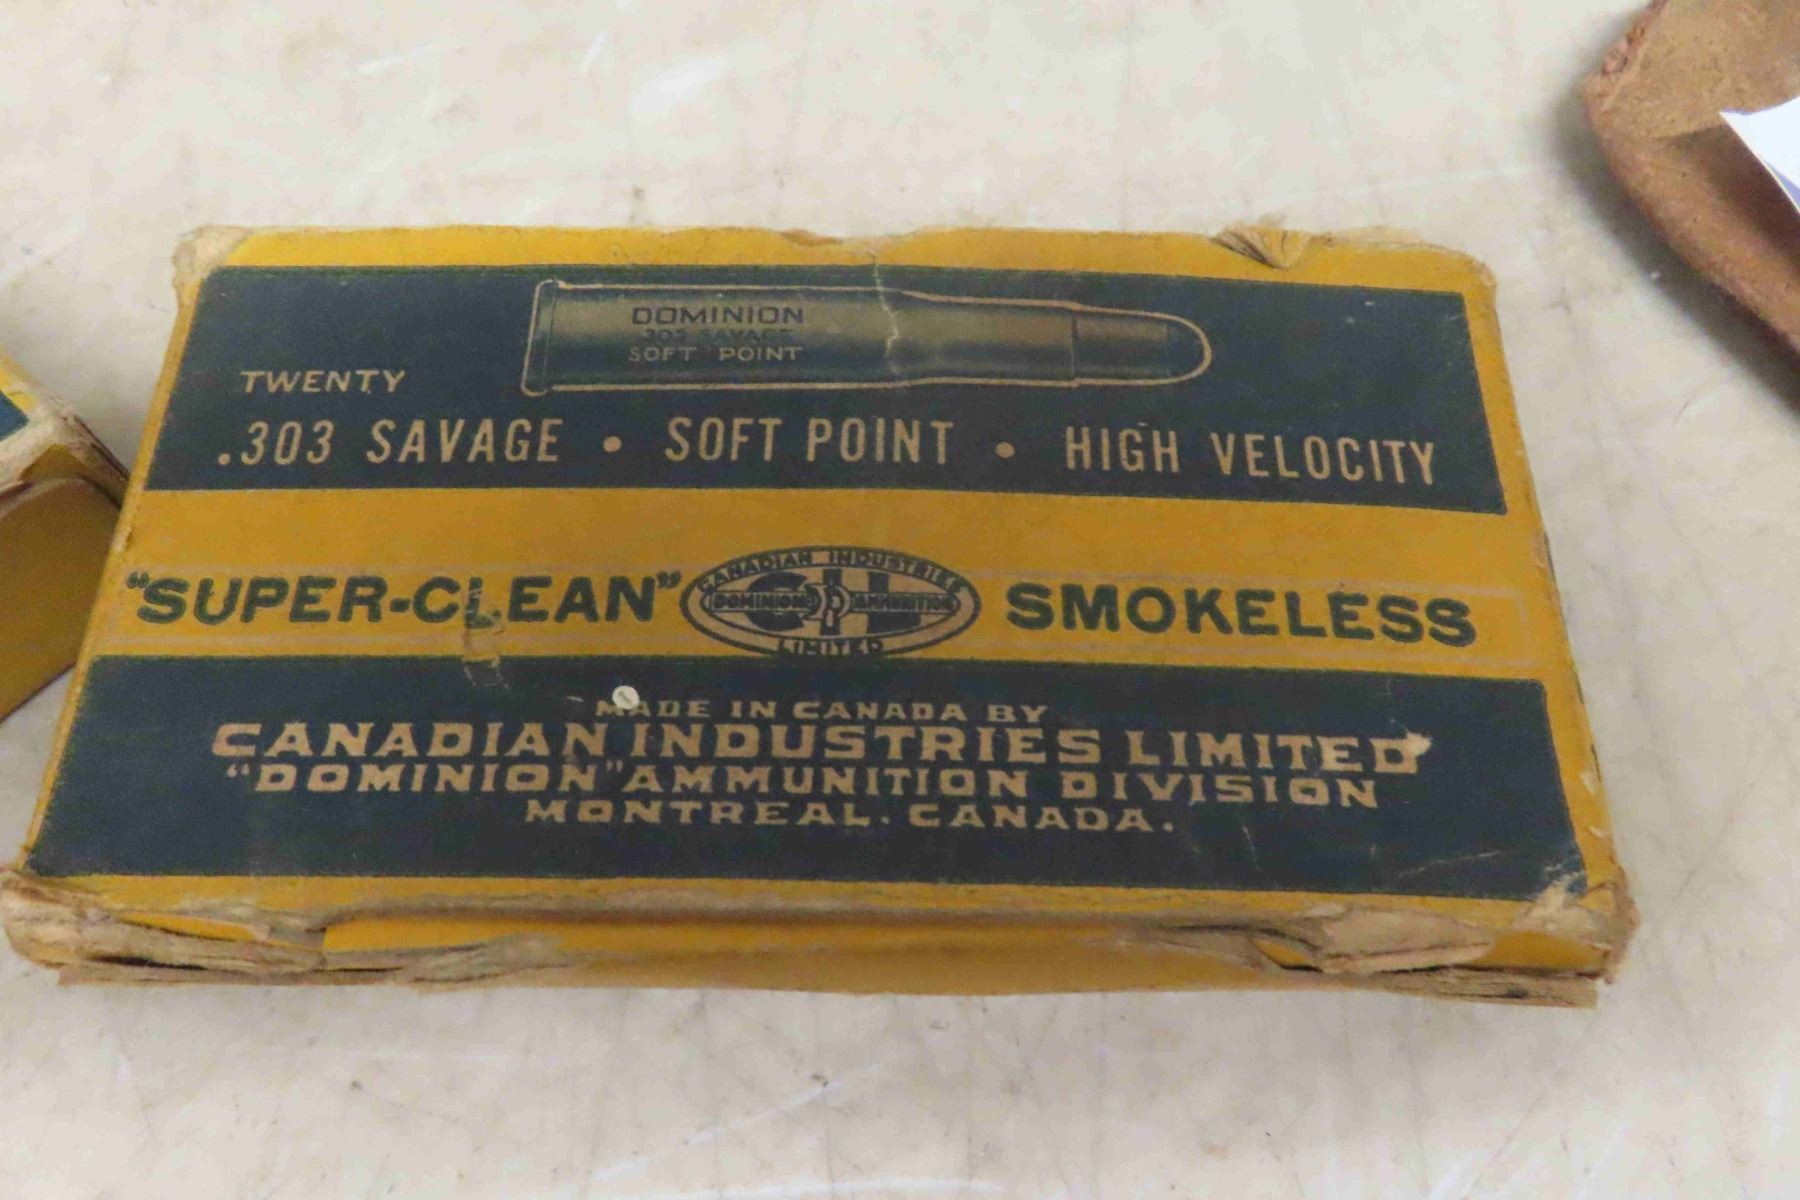 DOMINION
.303 SAVAGE
SOFT POINT
TWENTY
.303 SAVAGE • SOFT POINT • HIGH VELOCITY
"SUPER-CLEAN"
CANADIAN INDUSTRIES
CIL
DOMINION AMMUNITION
LIMITED
SMOKELESS
MADE IN CANADA BY
CANADIAN INDUSTRIES LIMITED
"DOMINION" AMMUNITION DIVISION
MONTREAL. CANADA.